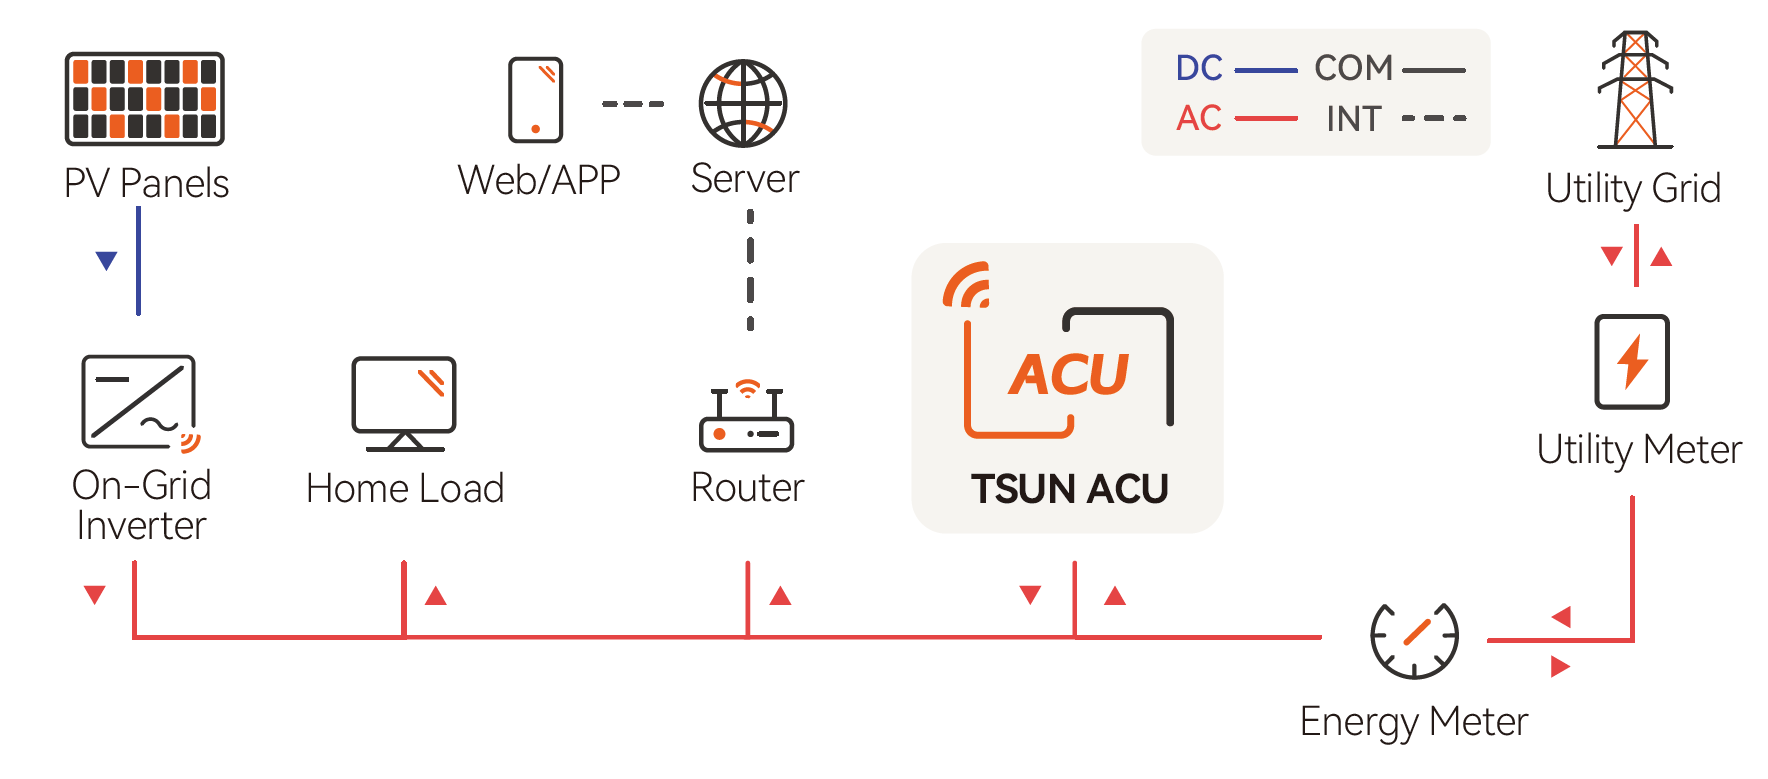 PV Panels
Web/APP
Server
DC
COM
AC
INT
Utility Grid
On-Grid
Inverter
Home Load
Router
ACU
TSUN ACU
Utility Meter
Energy Meter